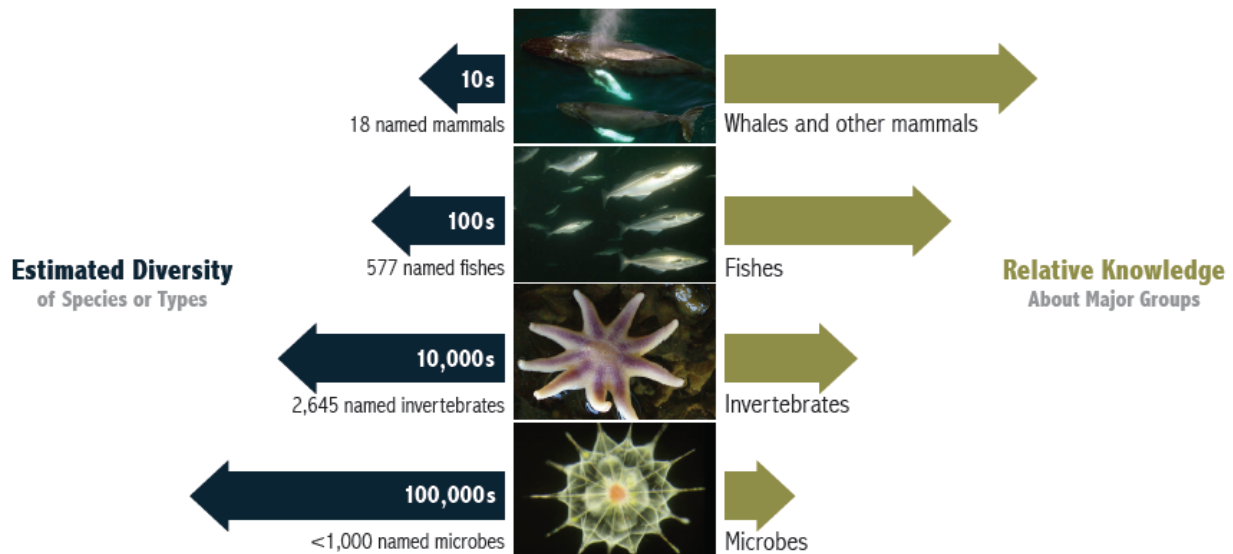 10s
18 named mammals
Whales and other mammals
100s
577 named fishes
Fishes
Estimated Diversity
of Species or Types
Relative Knowledge
About Major Groups
10,000s
2,645 named invertebrates
Invertebrates
100,000s
<1,000 named microbes
Microbes